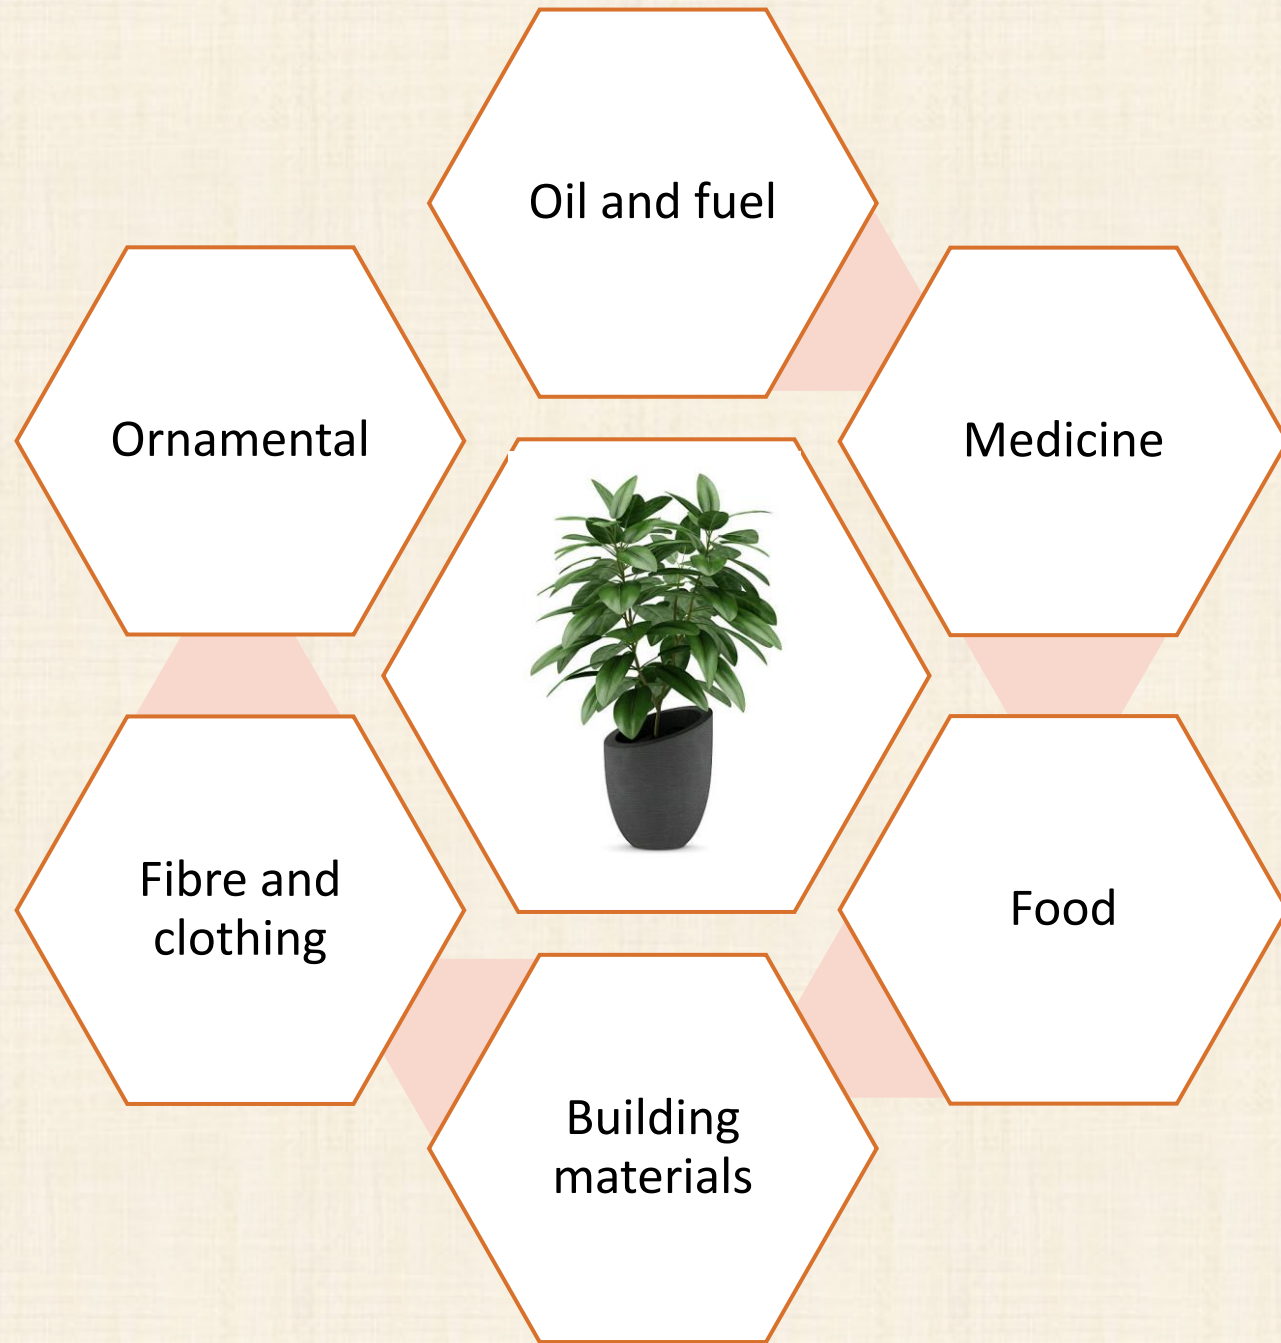 Oil and fuel
Ornamental
Medicine
Fibre and
clothing
Food
Building
materials